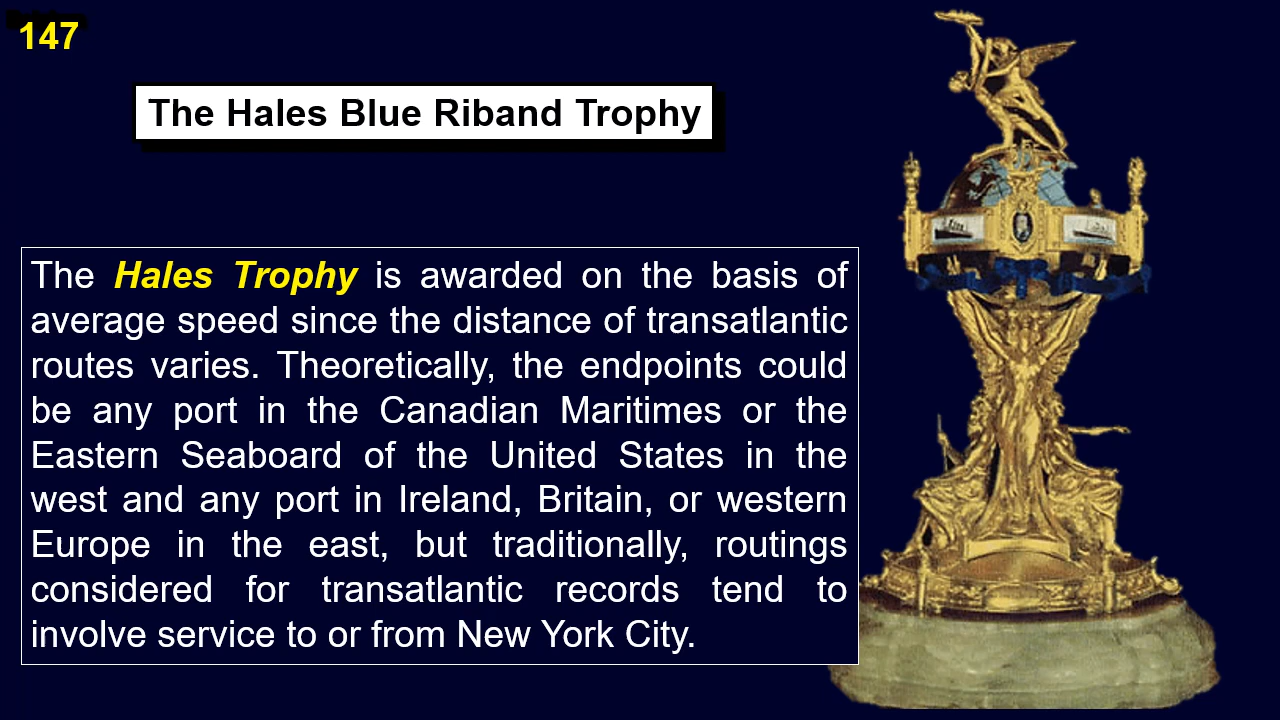 147
The Hales Blue Riband Trophy
The Hales Trophy is awarded on the basis of
average speed since the distance of transatlantic
routes varies. Theoretically, the endpoints could
be any port in the Canadian Maritimes or the
Eastern Seaboard of the United States in the
west and any port in Ireland, Britain, or western
Europe in the east, but traditionally, routings
considered for transatlantic records tend to
involve service to or from New York City.